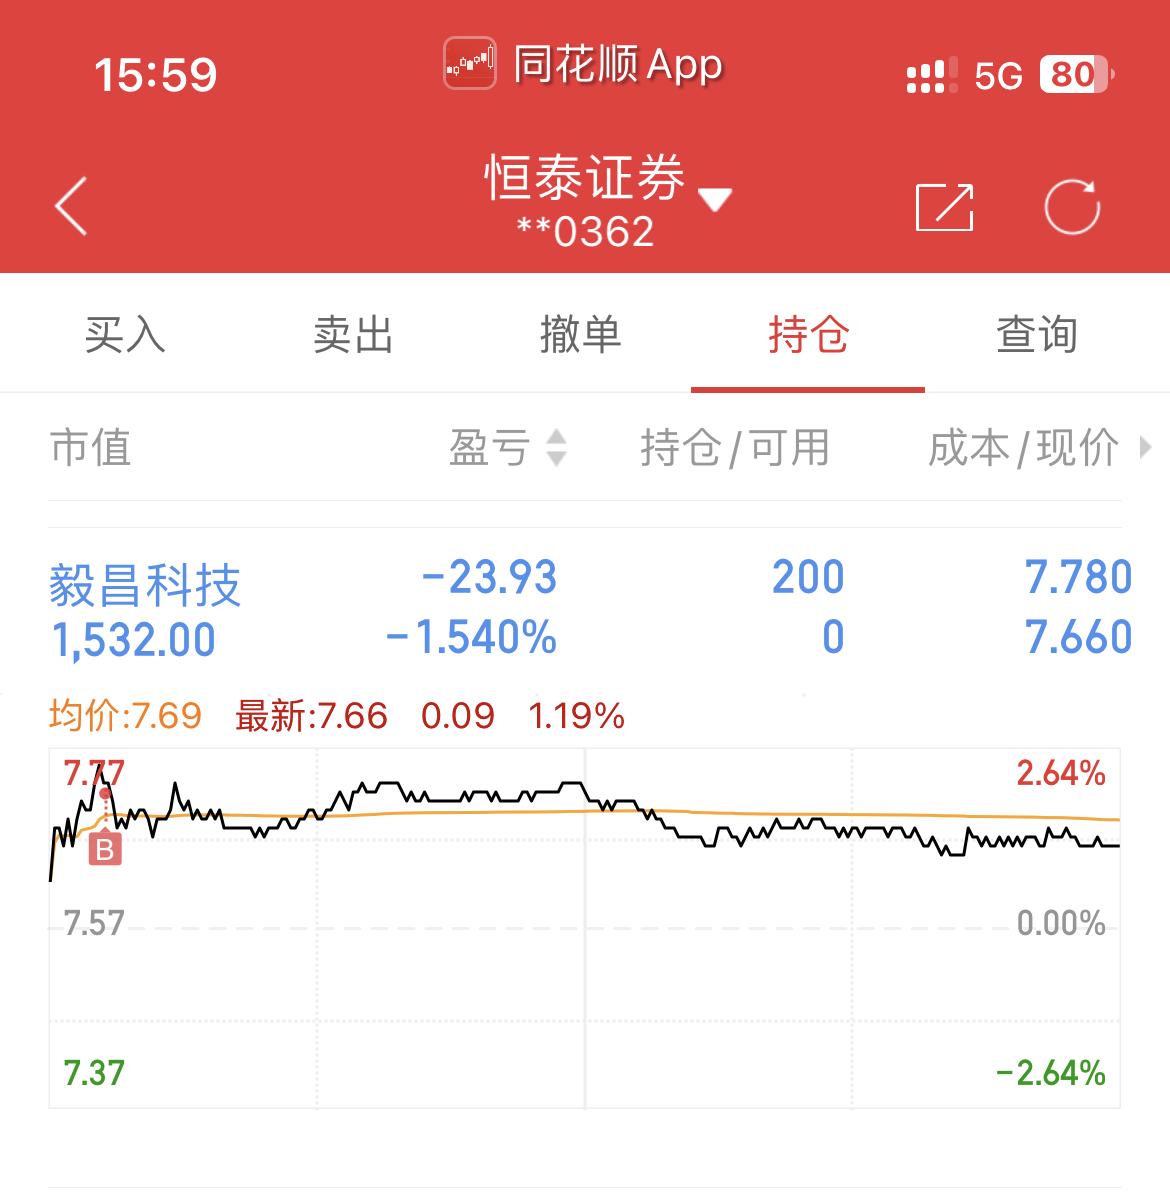 15:59 同花顺 App 5G 80
恒泰证券
**0362
买入 卖出 撤单 持仓 查询
市值 盈亏 持仓/可用 成本/现价
毅昌科技 -23.93 200 7.780
1,532.00 -1.540% 0 7.660
均价:7.69 最新:7.66 0.09 1.19%
7.77 2.64%
B
7.57 0.00%
7.37 -2.64%